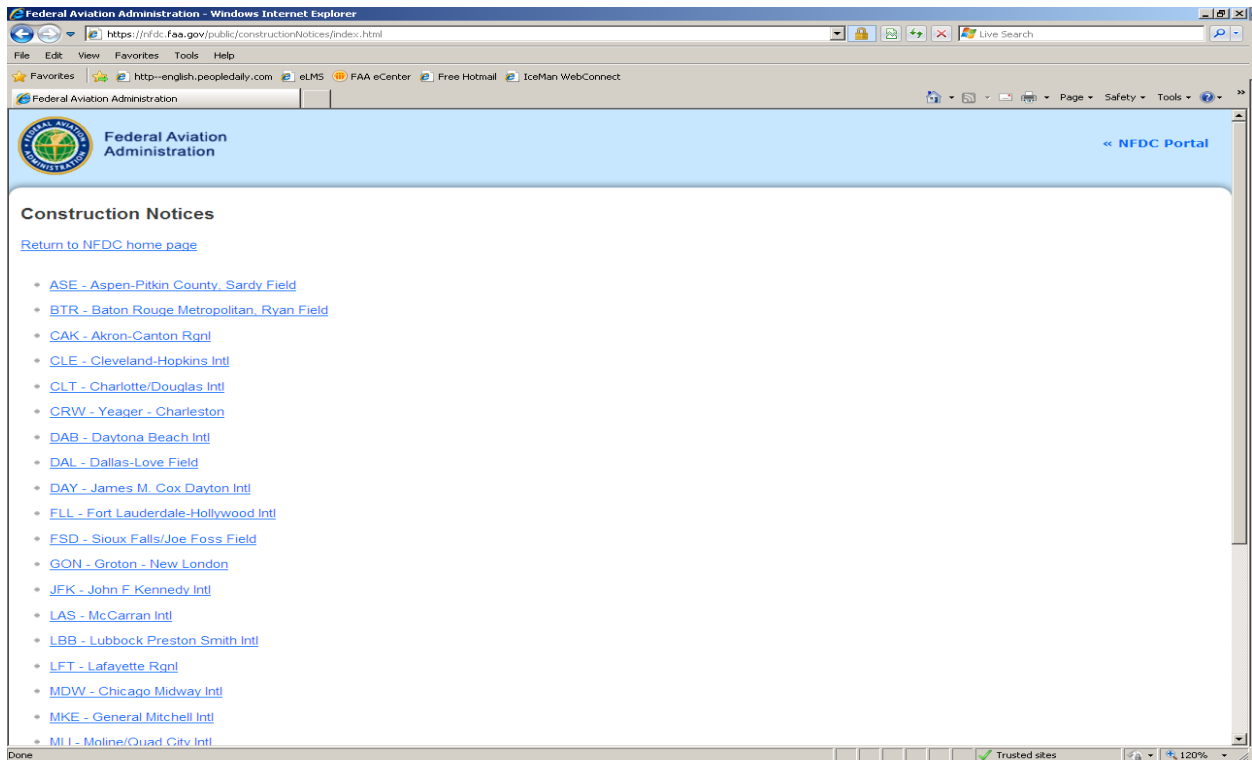 Federal Aviation Administration - Windows Internet Explorer
https://nfdc.faa.gov/public/constructionNotices/index.html
Live Search
File Edit View Favorites Tools Help
Favorites http--english.peopledaily.com eLMS FAA eCenter Free Hotmail IceMan WebConnect
Federal Aviation Administration
Page Safety Tools »
Federal Aviation
Administration
« NFDC Portal
Construction Notices
Return to NFDC home page
ASE - Aspen-Pitkin County, Sardy Field
BTR - Baton Rouge Metropolitan, Ryan Field
CAK - Akron-Canton Rgnl
CLE - Cleveland-Hopkins Intl
CLT - Charlotte/Douglas Intl
CRW - Yeager - Charleston
DAB - Daytona Beach Intl
DAL - Dallas-Love Field
DAY - James M. Cox Dayton Intl
FLL - Fort Lauderdale-Hollywood Intl
FSD - Sioux Falls/Joe Foss Field
GON - Groton - New London
JFK - John F Kennedy Intl
LAS - McCarran Intl
LBB - Lubbock Preston Smith Intl
LFT - Lafayette Rgnl
MDW - Chicago Midway Intl
MKE - General Mitchell Intl
MLI - Moline/Quad City Intl
Done
Trusted sites
120%